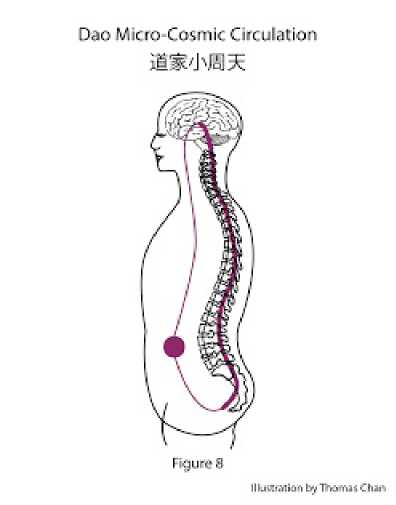 Dao Micro-Cosmic Circulation
道家小周天
Figure 8
Illustration by Thomas Chan